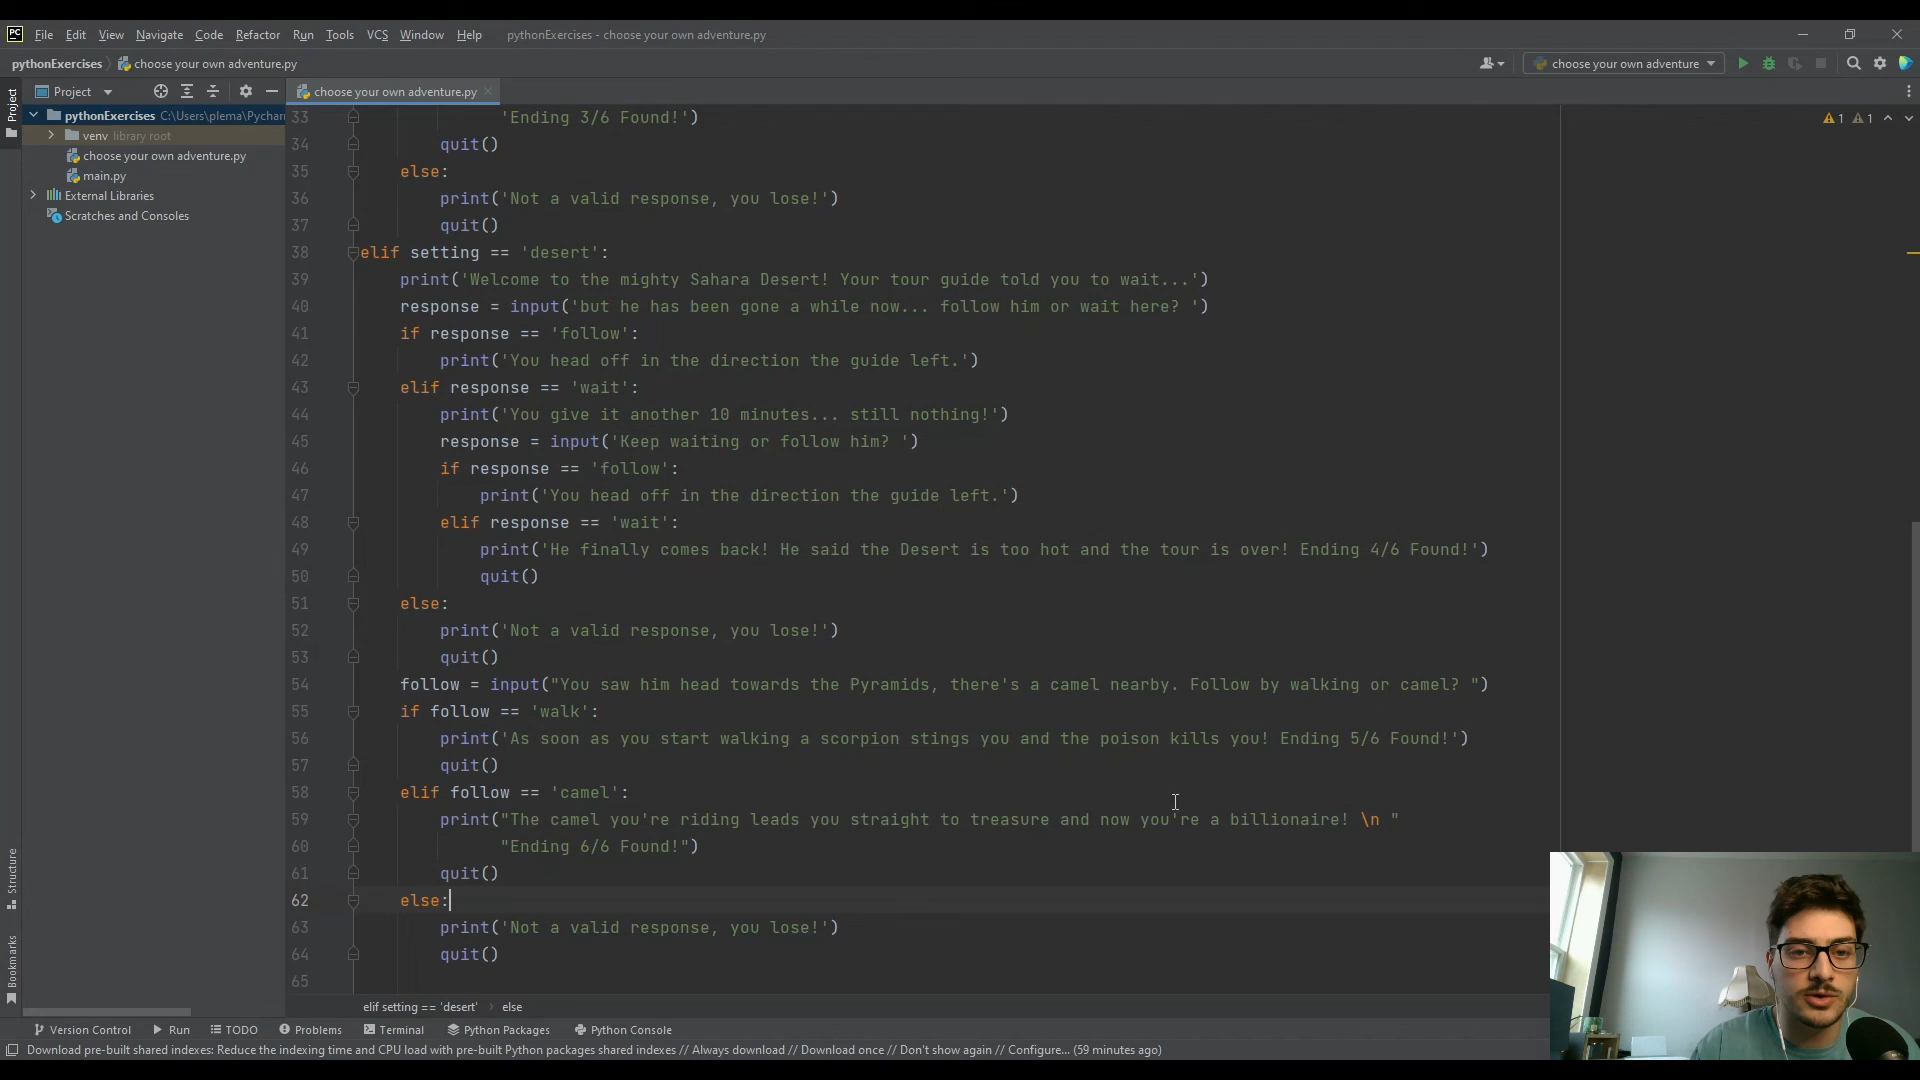 PC File Edit View Navigate Code Refactor Run Tools VCS Window Help pythonExercises - choose your own adventure.py
pythonExercises choose your own adventure.py choose your own adventure
Project choose your own adventure.py
Project
pythonExercises C:\Users\plema\Pychar
venv library root
choose your own adventure.py
main.py
External Libraries
Scratches and Consoles
1 1
33 'Ending 3/6 Found!')
34 quit()
35 else:
36 print('Not a valid response, you lose!')
37 quit()
38 elif setting == 'desert':
39 print('Welcome to the mighty Sahara Desert! Your tour guide told you to wait...')
40 response = input('but he has been gone a while now... follow him or wait here? ')
41 if response == 'follow':
42 print('You head off in the direction the guide left.')
43 elif response == 'wait':
44 print('You give it another 10 minutes... still nothing!')
45 response = input('Keep waiting or follow him? ')
46 if response == 'follow':
47 print('You head off in the direction the guide left.')
48 elif response == 'wait':
49 print('He finally comes back! He said the Desert is too hot and the tour is over! Ending 4/6 Found!')
50 quit()
51 else:
52 print('Not a valid response, you lose!')
53 quit()
54 follow = input("You saw him head towards the Pyramids, there's a camel nearby. Follow by walking or camel? ")
55 if follow == 'walk':
56 print('As soon as you start walking a scorpion stings you and the poison kills you! Ending 5/6 Found!')
57 quit()
58 elif follow == 'camel':
59 print("The camel you're riding leads you straight to treasure and now you're a billionaire! \n "
60 "Ending 6/6 Found!")
61 quit()
62 else:
63 print('Not a valid response, you lose!')
64 quit()
65
Structure
Bookmarks
elif setting == 'desert' › else
Version Control Run TODO Problems Terminal Python Packages Python Console
Download pre-built shared indexes: Reduce the indexing time and CPU load with pre-built Python packages shared indexes // Always download // Download once // Don't show again // Configure... (59 minutes ago)